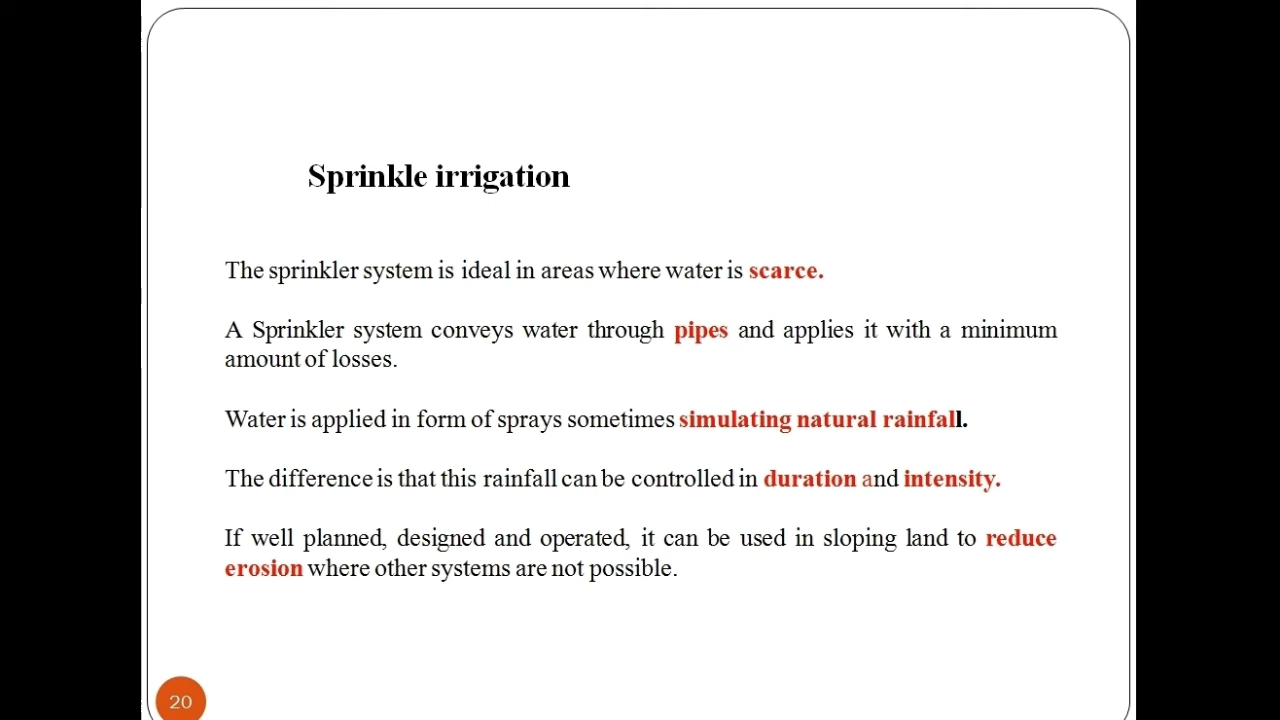 Sprinkle irrigation
The sprinkler system is ideal in areas where water is scarce.
A Sprinkler system conveys water through pipes and applies it with a minimum
amount of losses.
Water is applied in form of sprays sometimes simulating natural rainfall.
The difference is that this rainfall can be controlled in duration and intensity.
If well planned, designed and operated, it can be used in sloping land to reduce
erosion where other systems are not possible.
20